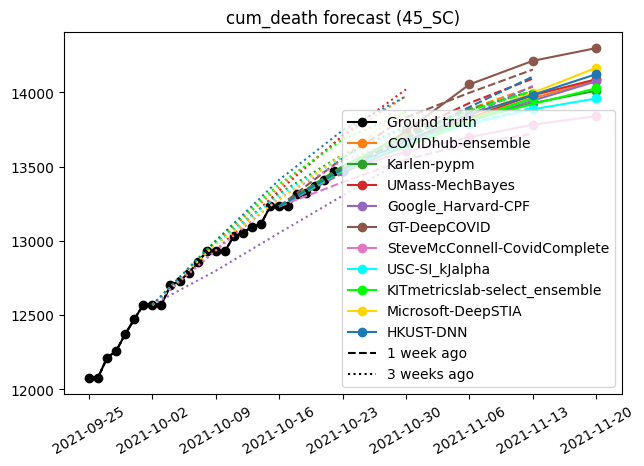 cum_death forecast (45_SC)
14000
13500
13000
12500
12000
Ground truth
COVIDhub-ensemble
Karlen-pypm
UMass-MechBayes
Google_Harvard-CPF
GT-DeepCOVID
SteveMcConnell-CovidComplete
USC-SI_kJalpha
KITmetricslab-select_ensemble
Microsoft-DeepSTIA
HKUST-DNN
1 week ago
3 weeks ago
2021-09-25
2021-10-02
2021-10-09
2021-10-16
2021-10-23
2021-10-30
2021-11-06
2021-11-13
2021-11-20